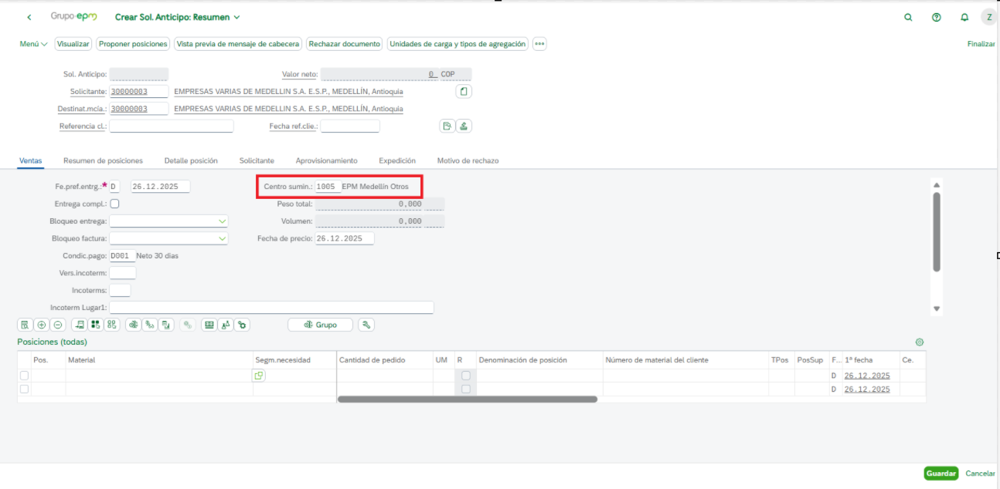 Grupo epm Crear Sol. Anticipo: Resumen Z
Menú Visualizar Proponer posiciones Vista previa de mensaje de cabecera Rechazar documento Unidades de carga y tipos de agregación Finalizar
Sol. Anticipo: Valor neto: 0 COP
Solicitante: 30000003 EMPRESAS VARIAS DE MEDELLIN S.A. E.S.P., MEDELLÍN, Antioquia
Destinat.mcía.: 30000003 EMPRESAS VARIAS DE MEDELLIN S.A. E.S.P., MEDELLÍN, Antioquia
Referencia cl.: Fecha ref.clie.:
Ventas Resumen de posiciones Detalle posición Solicitante Aprovisionamiento Expedición Motivo de rechazo
Fe.pref.entrg.:* D 26.12.2025 Centro sumin.: 1005 EPM Medellín Otros
Entrega compl.: Peso total: 0,000
Bloqueo entrega: Volumen: 0,000
Bloqueo factura: Fecha de precio: 26.12.2025
Condic.pago: D001 Neto 30 dias
Vers.incoterm:
Incoterms:
Incoterm Lugar1:
Grupo
Posiciones (todas)
Pos. Material Segm.necesidad Cantidad de pedido UM R Denominación de posición Número de material del cliente TPos PosSup F... 1ª fecha Ce.
D 26.12.2025
D 26.12.2025
Guardar Cancelar